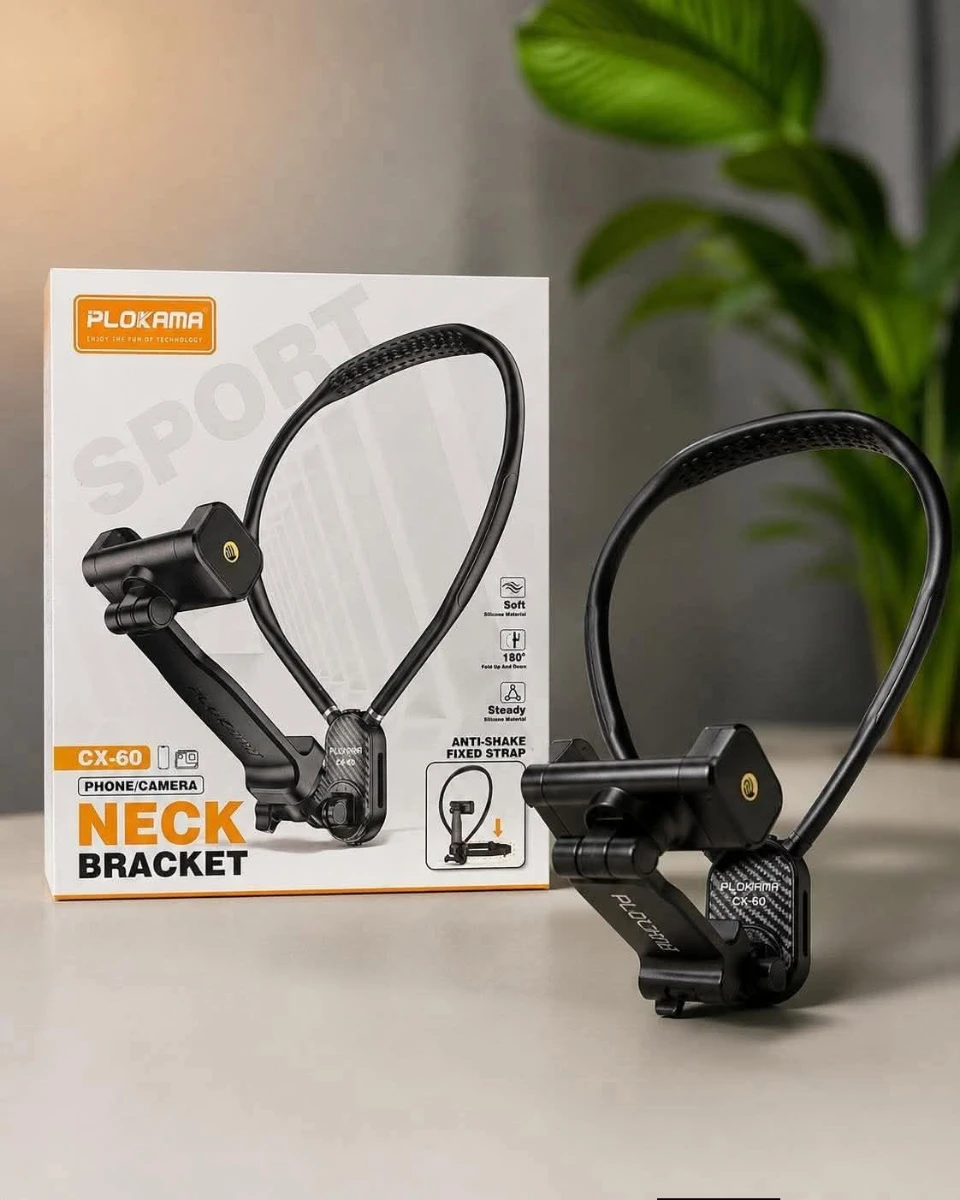 PLOKAMA
ENJOY THE FUN OF TECHNOLOGY
SPORT
Soft
Silicone Material
180°
Fold Up And Down
Steady
Silicone Material
PLOKAMA
CX-60
ANTI-SHAKE
FIXED STRAP
CX-60
PHONE/CAMERA
NECK
BRACKET
PLOKAMA
CX-60
PLOKAMA